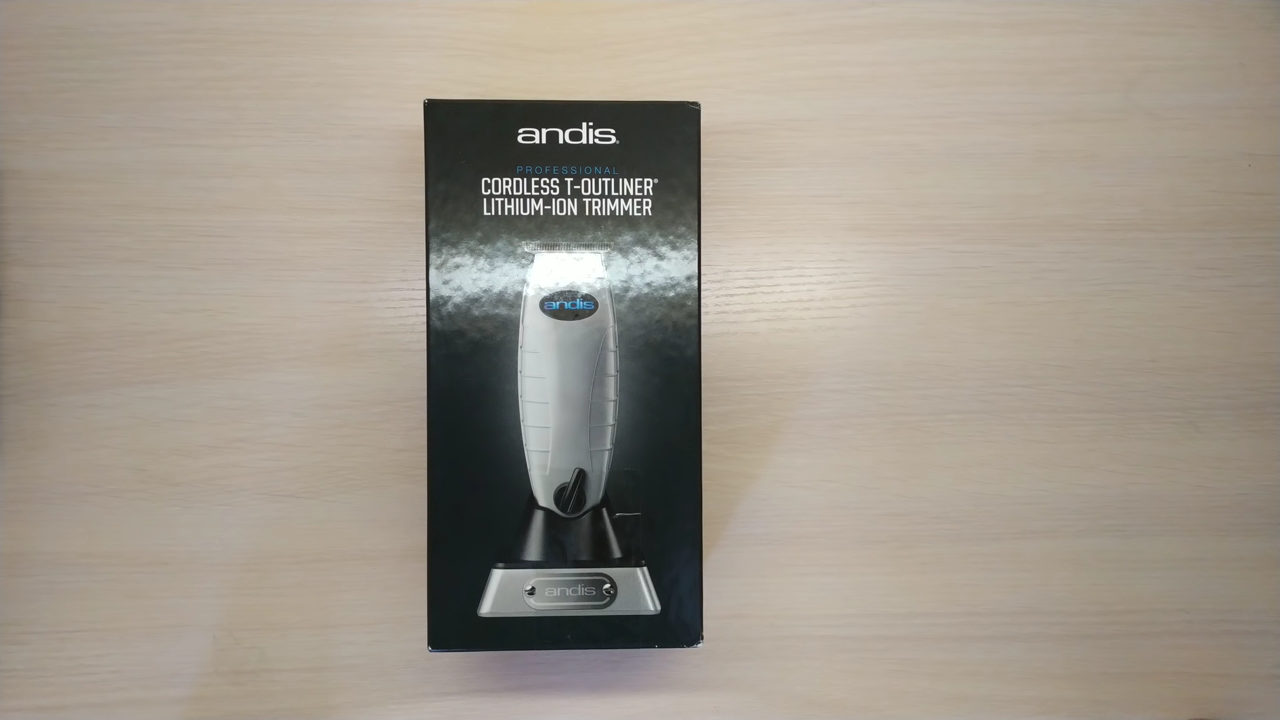 andis®
PROFESSIONAL
CORDLESS T-OUTLINER®
LITHIUM-ION TRIMMER
andis
andis